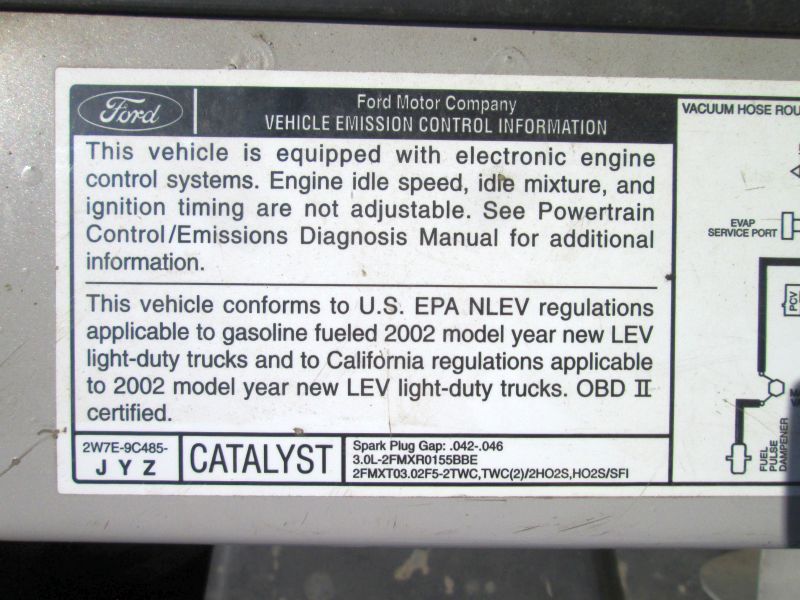 Ford
Ford Motor Company
VEHICLE EMISSION CONTROL INFORMATION
This vehicle is equipped with electronic engine
control systems. Engine idle speed, idle mixture, and
ignition timing are not adjustable. See Powertrain
Control/Emissions Diagnosis Manual for additional
information.
This vehicle conforms to U.S. EPA NLEV regulations
applicable to gasoline fueled 2002 model year new LEV
light-duty trucks and to California regulations applicable
to 2002 model year new LEV light-duty trucks. OBD II
certified.
2W7E-9C485-
J Y Z
CATALYST
Spark Plug Gap: .042-.046
3.0L-2FMXR0155BBE
2FMXT03.02F5-2TWC,TWC(2)/2HO2S,HO2S/SFI
VACUUM HOSE ROU
EVAP
SERVICE PORT
PCV
FUEL
PULSE
DAMPENER